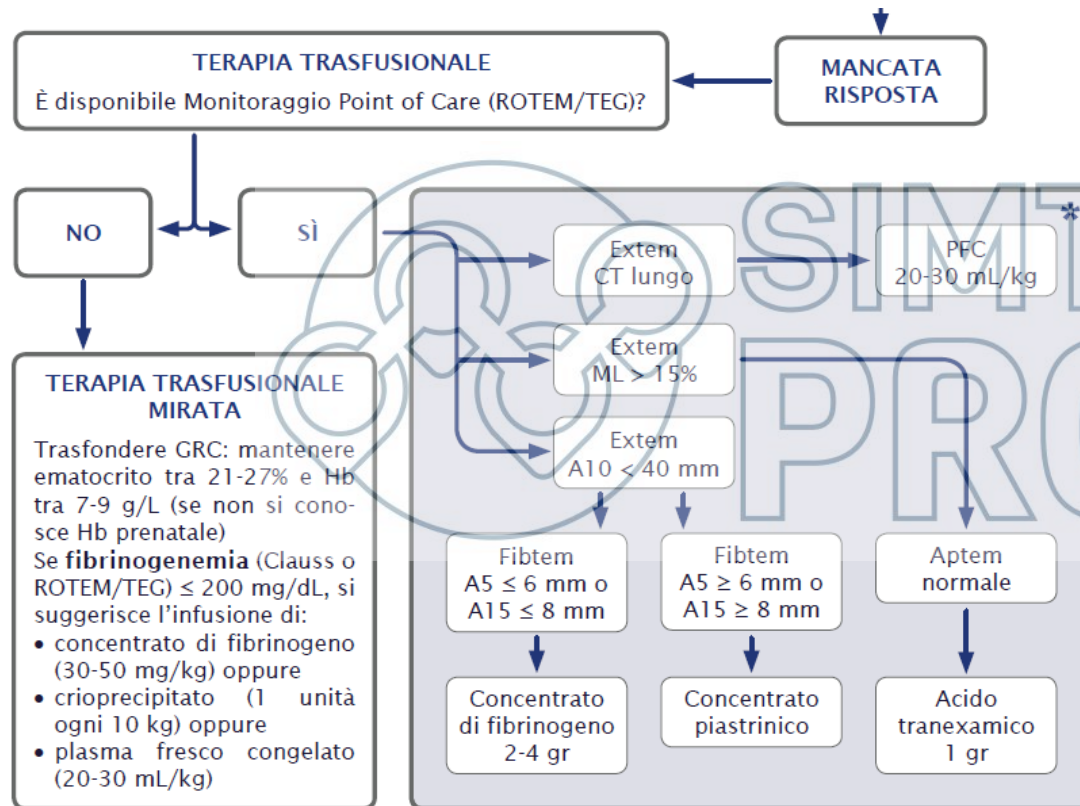 TERAPIA TRASFUSIONALE
È disponibile Monitoraggio Point of Care (ROTEM/TEG)?
MANCATA
RISPOSTA
NO
SÌ
TERAPIA TRASFUSIONALE
MIRATA
Trasfondere GRC: mantenere
ematocrito tra 21-27% e Hb
tra 7-9 g/L (se non si cono-
sce Hb prenatale)
Se fibrinogenemia (Clauss o
ROTEM/TEG) ≤ 200 mg/dL, si
suggerisce l’infusione di:
• concentrato di fibrinogeno
(30-50 mg/kg) oppure
• crioprecipitato (1 unità
ogni 10 kg) oppure
• plasma fresco congelato
(20-30 mL/kg)
*
Extem
CT lungo
PFC
20-30 mL/kg
Extem
ML > 15%
Extem
A10 < 40 mm
Fibtem
A5 ≤ 6 mm o
A15 ≤ 8 mm
Fibtem
A5 ≥ 6 mm o
A15 ≥ 8 mm
Aptem
normale
Concentrato
di fibrinogeno
2-4 gr
Concentrato
piastrinico
Acido
tranexamico
1 gr
SIMT
PRO